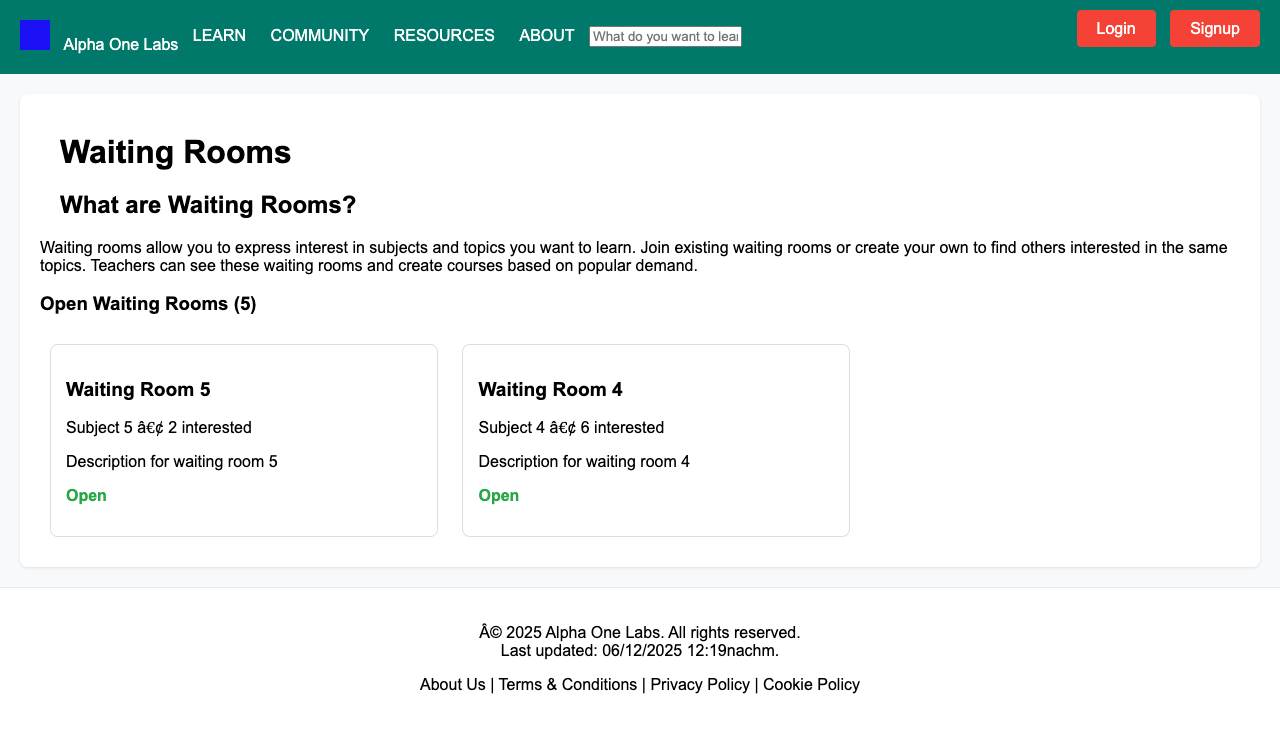 Alpha One Labs LEARN COMMUNITY RESOURCES ABOUT What do you want to lear Login Signup
Waiting Rooms
What are Waiting Rooms?
Waiting rooms allow you to express interest in subjects and topics you want to learn. Join existing waiting rooms or create your own to find others interested in the same
topics. Teachers can see these waiting rooms and create courses based on popular demand.
Open Waiting Rooms (5)
Waiting Room 5
Subject 5 â€¢ 2 interested
Description for waiting room 5
Open
Waiting Room 4
Subject 4 â€¢ 6 interested
Description for waiting room 4
Open
Â© 2025 Alpha One Labs. All rights reserved.
Last updated: 06/12/2025 12:19nachm.
About Us | Terms & Conditions | Privacy Policy | Cookie Policy